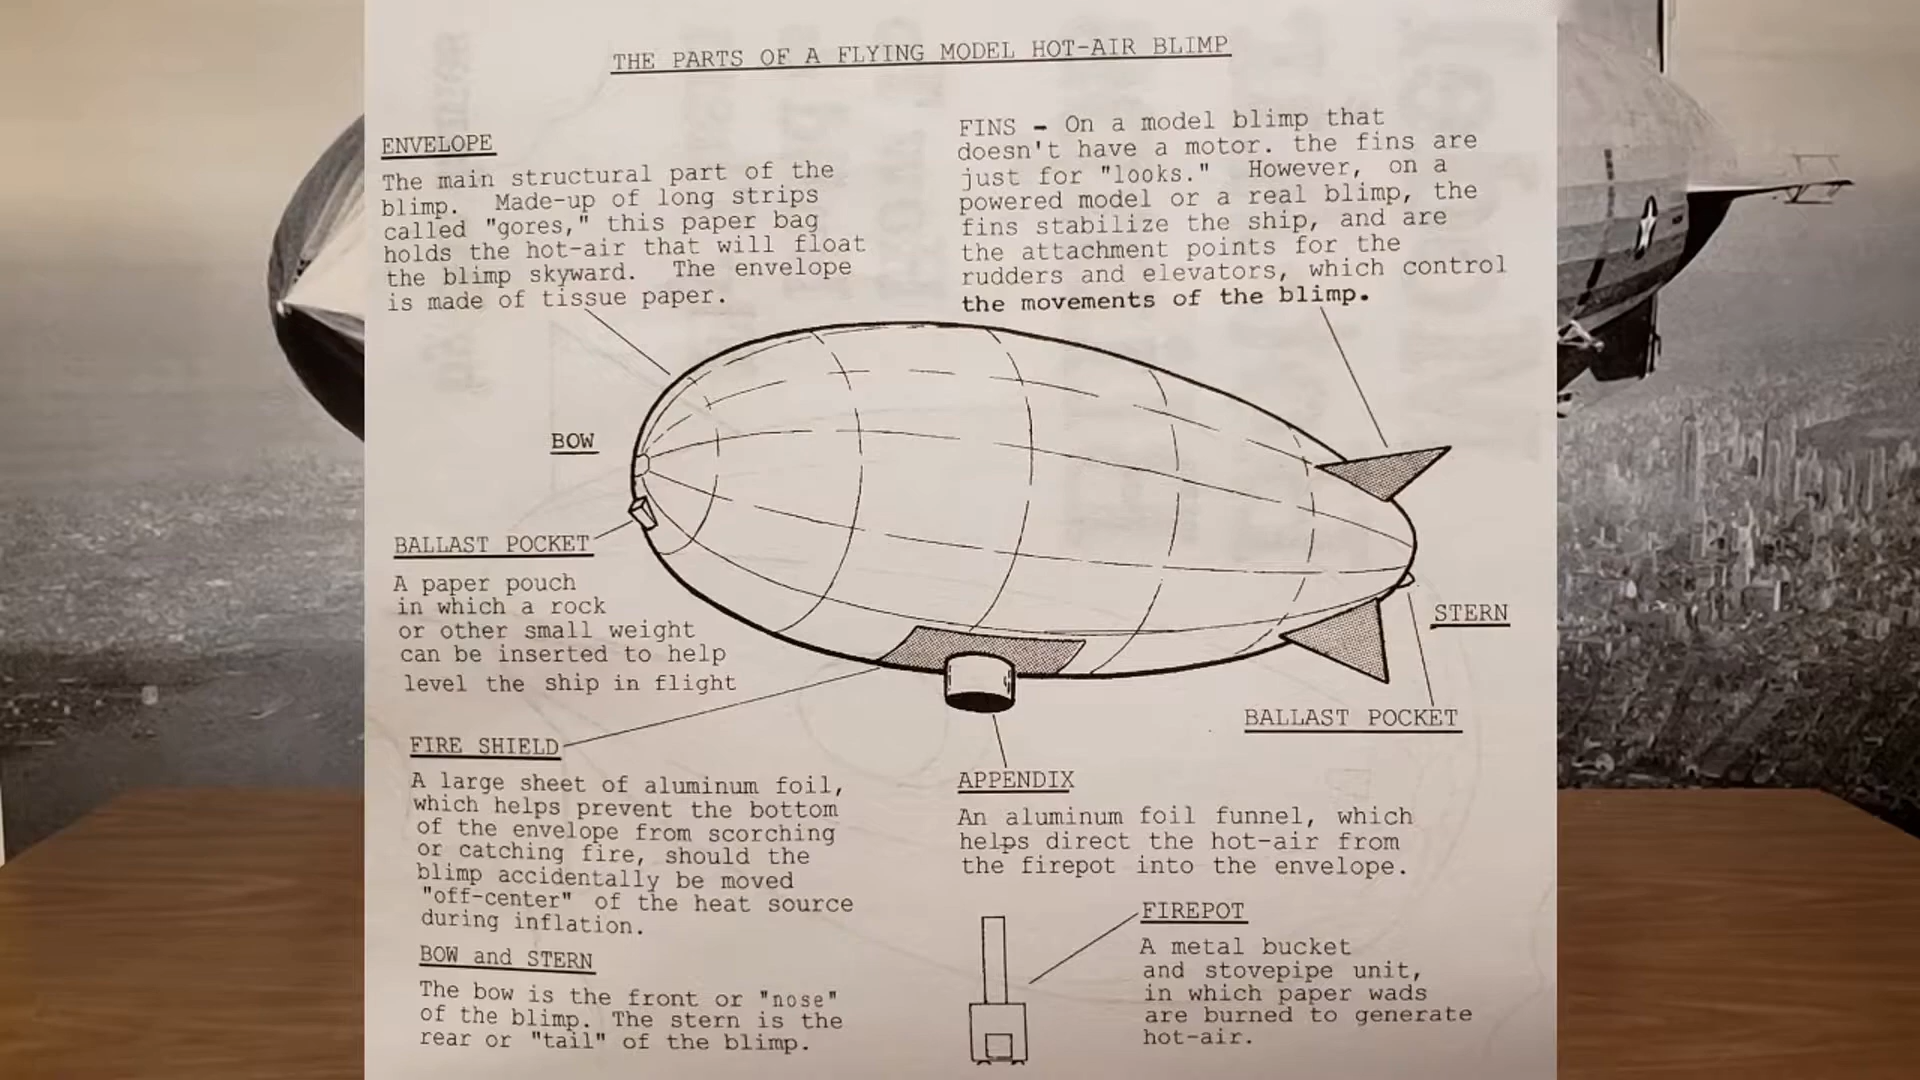 THE PARTS OF A FLYING MODEL HOT-AIR BLIMP
ENVELOPE
The main structural part of the
blimp. Made-up of long strips
called "gores," this paper bag
holds the hot-air that will float
the blimp skyward. The envelope
is made of tissue paper.
FINS - On a model blimp that
doesn't have a motor. the fins are
just for "looks." However, on a
powered model or a real blimp, the
fins stabilize the ship, and are
the attachment points for the
rudders and elevators, which control
the movements of the blimp.
BOW
BALLAST POCKET
A paper pouch
in which a rock
or other small weight
can be inserted to help
level the ship in flight
STERN
BALLAST POCKET
FIRE SHIELD
A large sheet of aluminum foil,
which helps prevent the bottom
of the envelope from scorching
or catching fire, should the
blimp accidentally be moved
"off-center" of the heat source
during inflation.
APPENDIX
An aluminum foil funnel, which
helps direct the hot-air from
the firepot into the envelope.
BOW and STERN
The bow is the front or "nose"
of the blimp. The stern is the
rear or "tail" of the blimp.
FIREPOT
A metal bucket
and stovepipe unit,
in which paper wads
are burned to generate
hot-air.